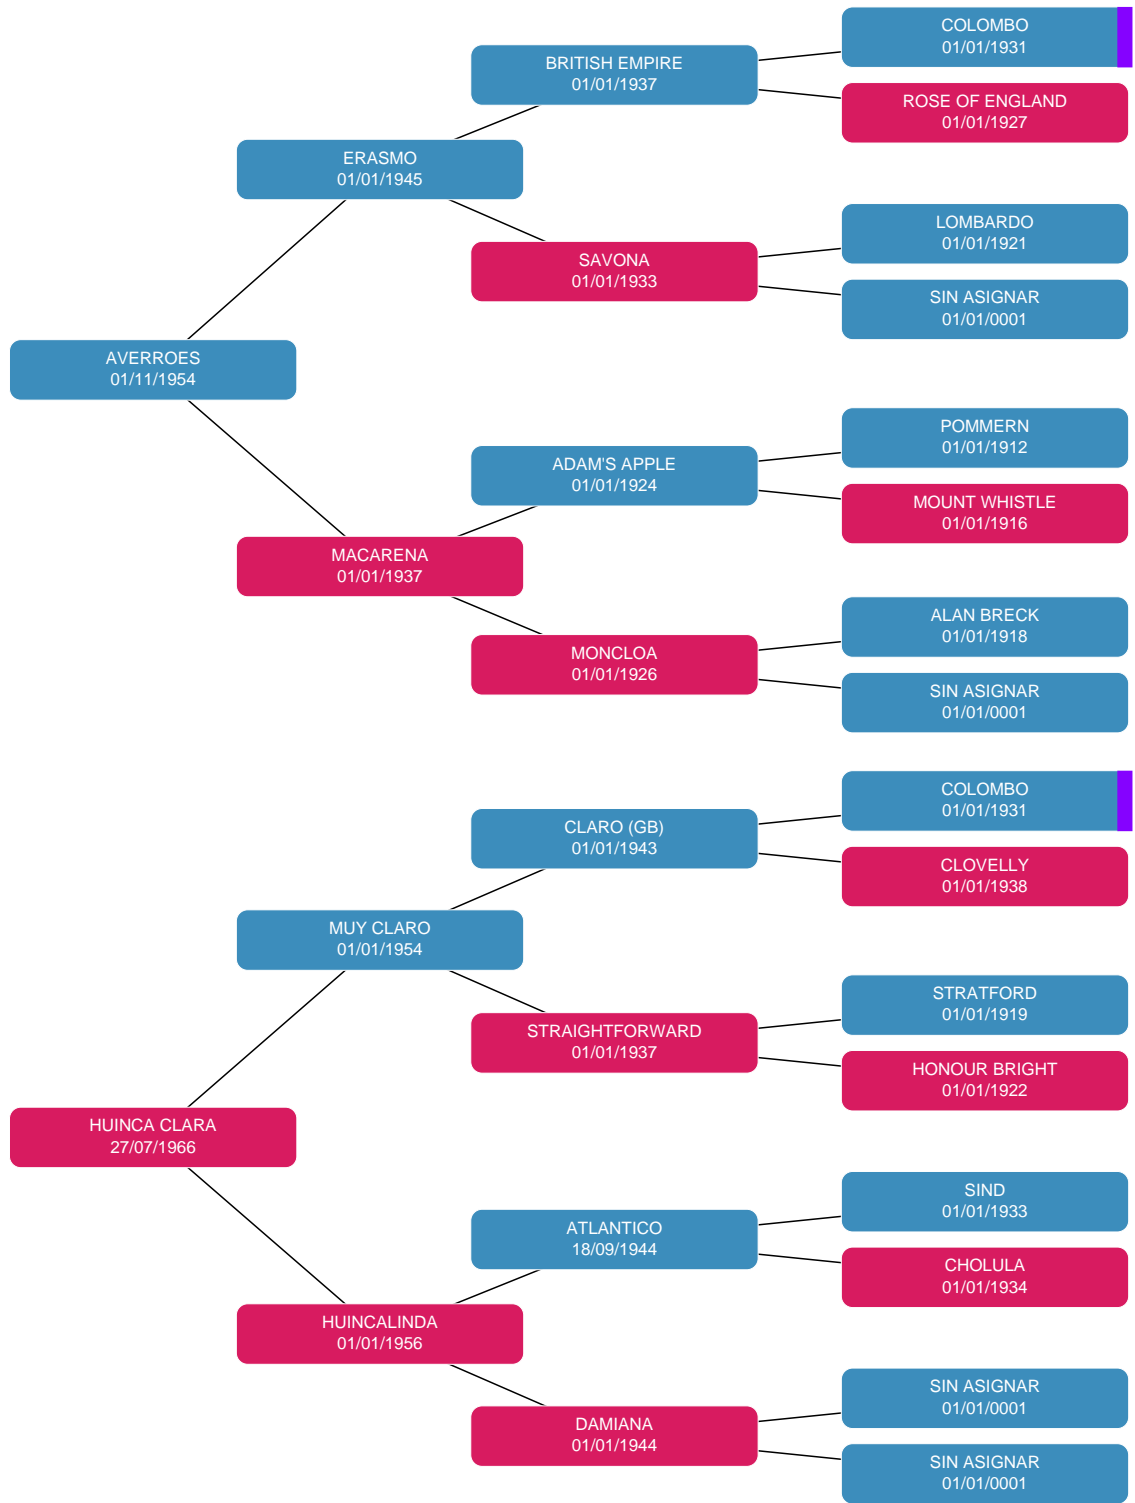 COLOMBO
01/01/1931
BRITISH EMPIRE
01/01/1937
ROSE OF ENGLAND
01/01/1927
ERASMO
01/01/1945
LOMBARDO
01/01/1921
SAVONA
01/01/1933
SIN ASIGNAR
01/01/0001
AVERROES
01/11/1954
POMMERN
01/01/1912
ADAM'S APPLE
01/01/1924
MOUNT WHISTLE
01/01/1916
MACARENA
01/01/1937
ALAN BRECK
01/01/1918
MONCLOA
01/01/1926
SIN ASIGNAR
01/01/0001
COLOMBO
01/01/1931
CLARO (GB)
01/01/1943
CLOVELLY
01/01/1938
MUY CLARO
01/01/1954
STRATFORD
01/01/1919
STRAIGHTFORWARD
01/01/1937
HONOUR BRIGHT
01/01/1922
HUINCA CLARA
27/07/1966
SIND
01/01/1933
ATLANTICO
18/09/1944
CHOLULA
01/01/1934
HUINCALINDA
01/01/1956
SIN ASIGNAR
01/01/0001
DAMIANA
01/01/1944
SIN ASIGNAR
01/01/0001